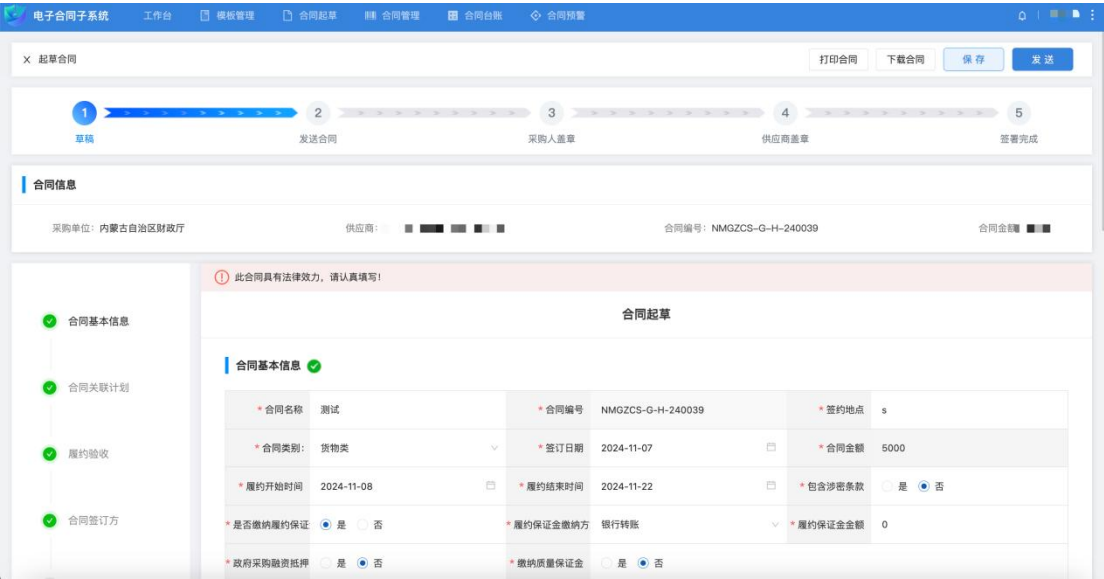 电子合同子系统 工作台 模板管理 合同起草 合同管理 合同台账 合同预警
X 起草合同 打印合同 下载合同 保存 发送
1 2 3 4 5
草稿 发送合同 采购人盖章 供应商盖章 签署完成
合同信息
采购单位: 内蒙古自治区财政厅 供应商: 合同编号: NMGZCS-G-H-240039 合同金额
此合同具有法律效力, 请认真填写!
合同起草
合同基本信息
合同基本信息
合同关联计划
* 合同名称 测试 * 合同编号 NMGZCS-G-H-240039 * 签约地点 s
履约验收
* 合同类别: 货物类 * 签订日期 2024-11-07 * 合同金额 5000
* 履约开始时间 2024-11-08 * 履约结束时间 2024-11-22 * 包含涉密条款 是 否
合同签订方
* 是否缴纳履约保证 是 否 * 履约保证金缴纳方 银行转账 * 履约保证金金额 0
* 政府采购融资抵押 是 否 * 缴纳质量保证金 是 否